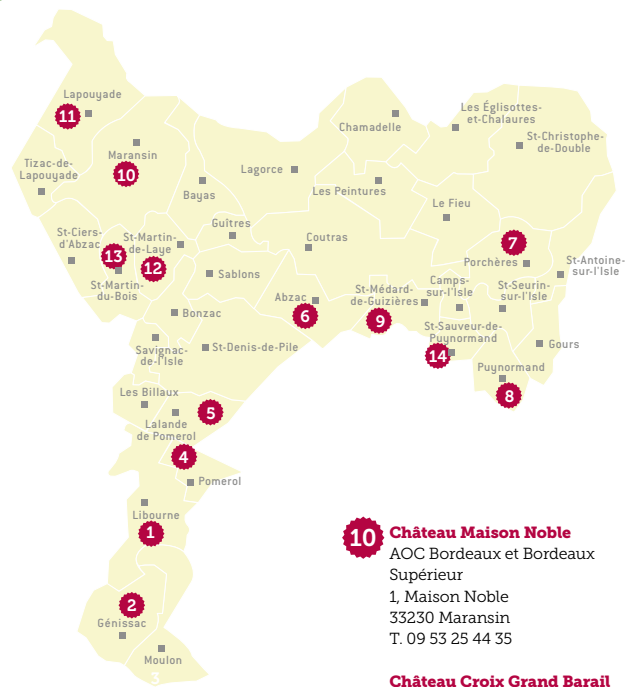 Lapouyade
11
Maransin
10
Tizac-de-
Lapouyade
Chamadelle
Les Églisottes-
et-Chalaures
St-Christophe-
de-Double
Lagorce
Bayas
Les Peintures
Le Fieu
Guîtres
Coutras
7
Porchères
St-Antoine-
sur-l'Isle
St-Ciers-
d'Abzac
13
St-Martin-
de-Laye
12
St-Martin-
du-Bois
Sablons
Bonzac
Abzac
6
St-Médard-
de-Guizières
9
Camps-
sur-l'Isle
St-Seurin-
sur-l'Isle
St-Sauveur-de-
Puynormand
14
Gours
Puynormand
8
Savignac-
de-l'Isle
St-Denis-de-Pile
Les Billaux
5
Lalande
de Pomerol
4
Pomerol
Libourne
1
2
Génissac
Moulon
3
10 Château Maison Noble
AOC Bordeaux et Bordeaux
Supérieur
1, Maison Noble
33230 Maransin
T. 09 53 25 44 35
Château Croix Grand Barail